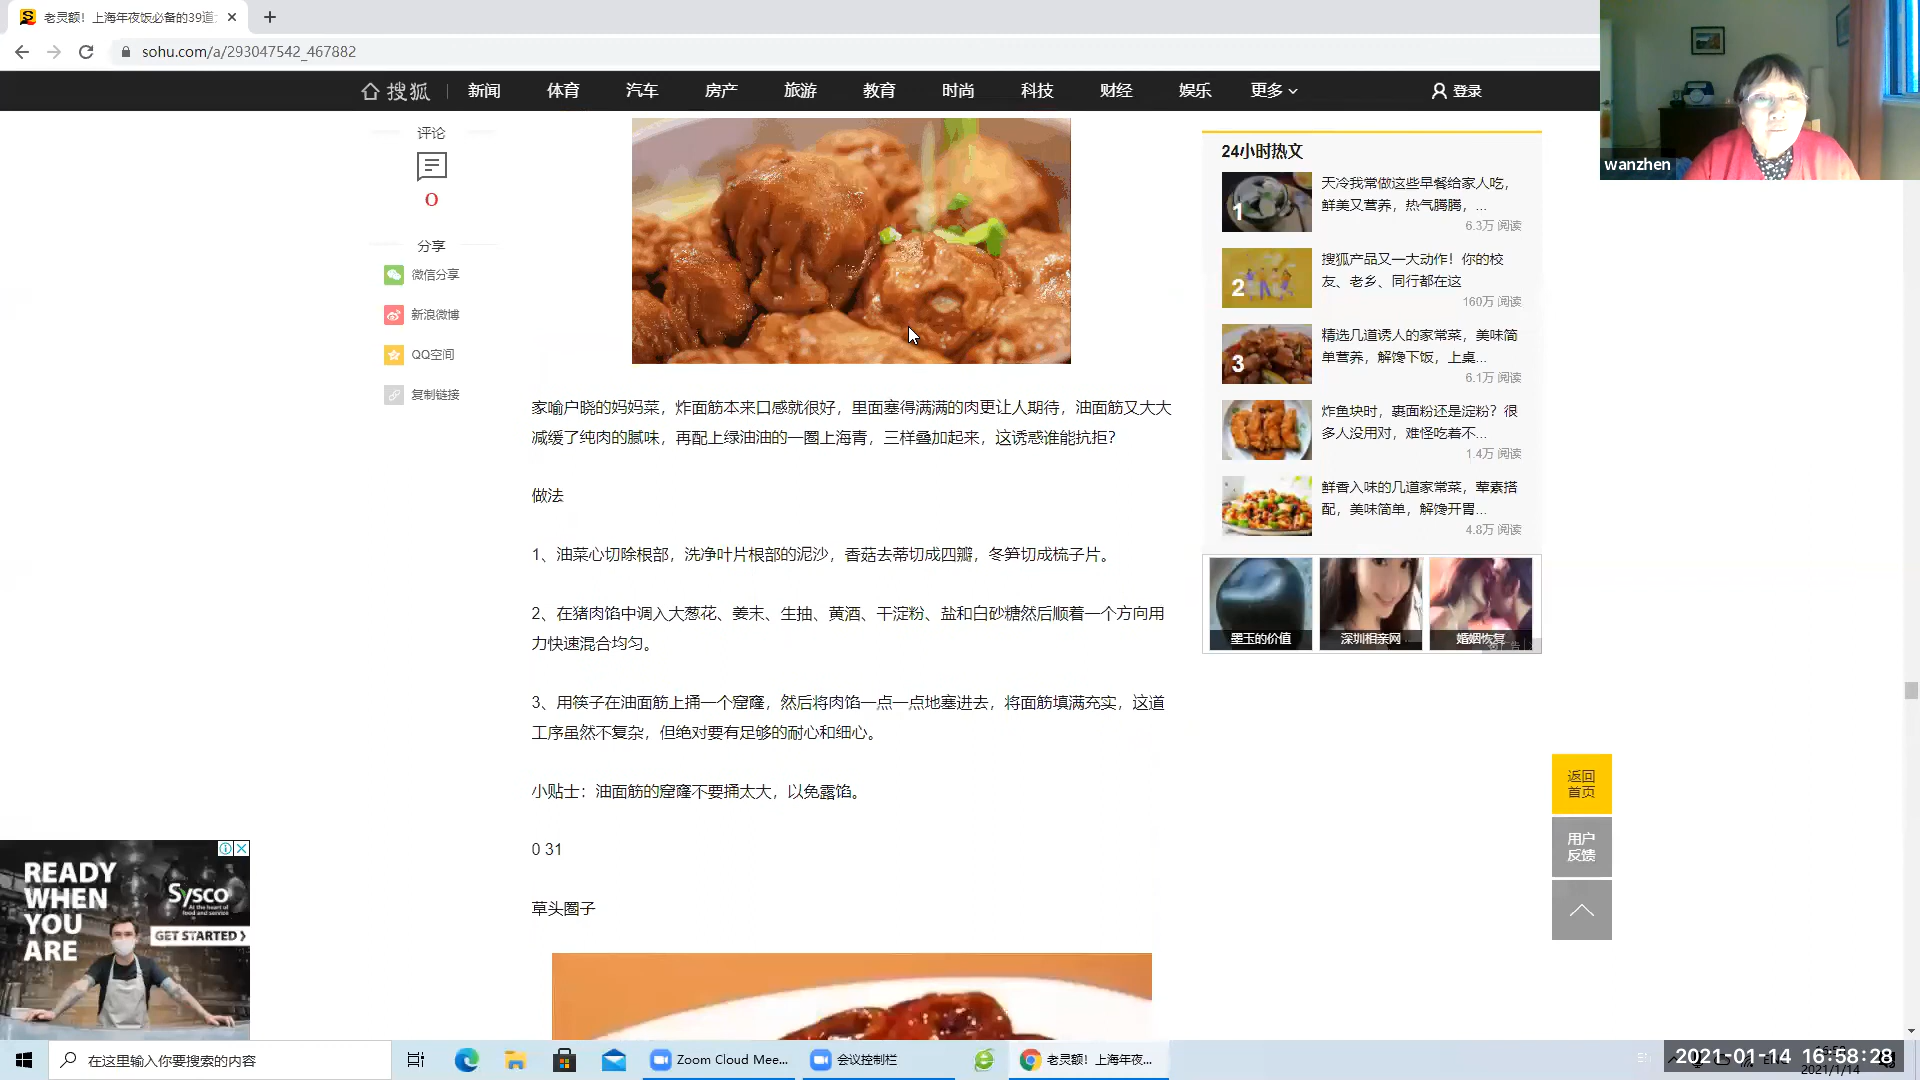 老灵额！上海年夜饭必备的39道
sohu.com/a/293047542_467882
搜狐
新闻
体育
汽车
房产
旅游
教育
时尚
科技
财经
娱乐
更多
登录
wanzhen
评论
0
分享
微信分享
新浪微博
QQ空间
复制链接
家喻户晓的妈妈菜，炸面筋本来口感就很好，里面塞得满满的肉更让人期待，油面筋又大大
减缓了纯肉的腻味，再配上绿油油的一圈上海青，三样叠加起来，这诱惑谁能抗拒？
做法
1、油菜心切除根部，洗净叶片根部的泥沙，香菇去蒂切成四瓣，冬笋切成梳子片。
2、在猪肉馅中调入大葱花、姜末、生抽、黄酒、干淀粉、盐和白砂糖然后顺着一个方向用
力快速混合均匀。
3、用筷子在油面筋上捅一个窟窿，然后将肉馅一点一点地塞进去，将面筋填满充实，这道
工序虽然不复杂，但绝对要有足够的耐心和细心。
小贴士：油面筋的窟窿不要捅太大，以免露馅。
0 31
草头圈子
24小时热文
1
天冷我常做这些早餐给家人吃，
鲜美又营养，热气腾腾，...
6.3万 阅读
2
搜狐产品又一大动作！你的校
友、老乡、同行都在这
160万 阅读
3
精选几道诱人的家常菜，美味简
单营养，解馋下饭，上桌...
6.1万 阅读
炸鱼块时，裹面粉还是淀粉？很
多人没用对，难怪吃着不...
1.4万 阅读
鲜香入味的几道家常菜，荤素搭
配，美味简单，解馋开胃...
4.8万 阅读
墨玉的价值
深圳相亲网
婚姻恢复
广告
返回
首页
用户
反馈
READY
WHEN
YOU
ARE
Sysco
At the heart of
food and service
GET STARTED
在这里输入你要搜索的内容
Zoom Cloud Mee...
会议控制栏
老灵额！上海年夜...
2021-01-14 16:58:28
2021/1/14